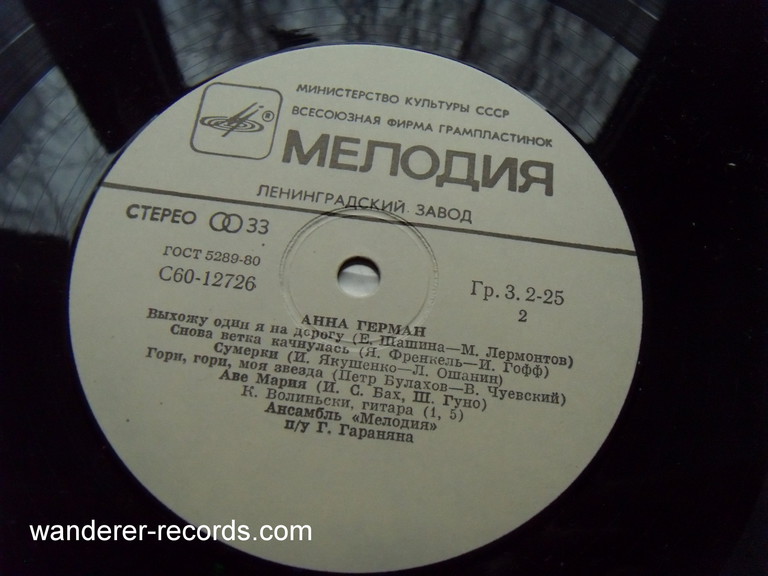 МИНИСТЕРСТВО КУЛЬТУРЫ СССР
ВСЕСОЮЗНАЯ ФИРМА ГРАМПЛАСТИНОК
®
МЕЛОДИЯ
ЛЕНИНГРАДСКИЙ ЗАВОД
СТЕРЕО 33
ГОСТ 5289-80
С60-12726
Гр. 3. 2-25
2
АННА ГЕРМАН
Выхожу один я на дорогу (Е. Шашина—М. Лермонтов)
Снова ветка качнулась (Я. Френкель—И. Гофф)
Сумерки (И. Якушенко—Л. Ошанин)
Гори, гори, моя звезда (Петр Булахов—В. Чуевский)
Аве Мария (И. С. Бах, Ш. Гуно)
К. Волиньски, гитара (1, 5)
Ансамбль «Мелодия»
п/у Г. Гараняна
wanderer-records.com